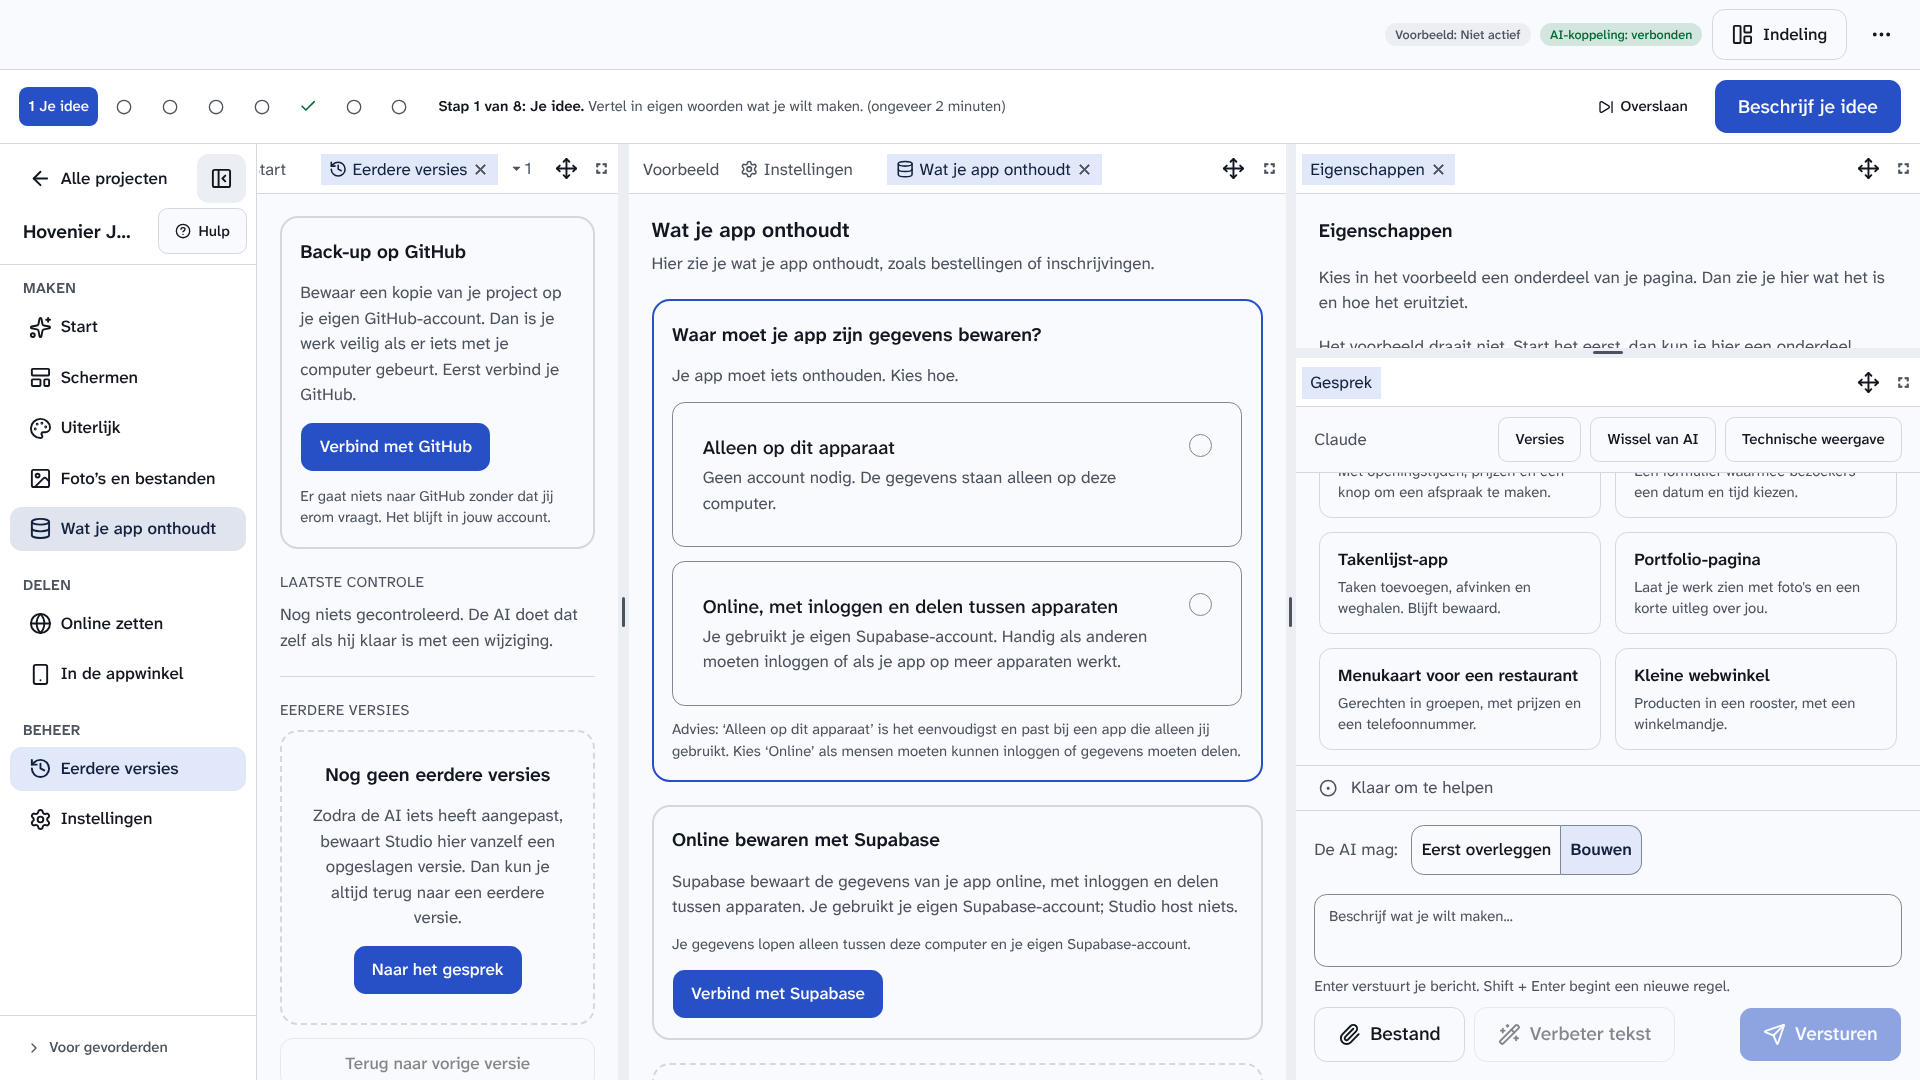 Voorbeeld: Niet actief
AI-koppeling: verbonden
Indeling
1 Je idee
Stap 1 van 8: Je idee. Vertel in eigen woorden wat je wilt maken. (ongeveer 2 minuten)
Overslaan
Beschrijf je idee
Alle projecten
Hovenier J...
Hulp
MAKEN
Start
Schermen
Uiterlijk
Foto's en bestanden
Wat je app onthoudt
DELEN
Online zetten
In de appwinkel
BEHEER
Eerdere versies
Instellingen
Voor gevorderden
tart
Eerdere versies
1
Back-up op GitHub
Bewaar een kopie van je project op
je eigen GitHub-account. Dan is je
werk veilig als er iets met je
computer gebeurt. Eerst verbind je
GitHub.
Verbind met GitHub
Er gaat niets naar GitHub zonder dat jij
erom vraagt. Het blijft in jouw account.
LAATSTE CONTROLE
Nog niets gecontroleerd. De AI doet dat
zelf als hij klaar is met een wijziging.
EERDERE VERSIES
Nog geen eerdere versies
Zodra de AI iets heeft aangepast,
bewaart Studio hier vanzelf een
opgeslagen versie. Dan kun je
altijd terug naar een eerdere
versie.
Naar het gesprek
Terug naar vorige versie
Voorbeeld
Instellingen
Wat je app onthoudt
Wat je app onthoudt
Hier zie je wat je app onthoudt, zoals bestellingen of inschrijvingen.
Waar moet je app zijn gegevens bewaren?
Je app moet iets onthouden. Kies hoe.
Alleen op dit apparaat
Geen account nodig. De gegevens staan alleen op deze
computer.
Online, met inloggen en delen tussen apparaten
Je gebruikt je eigen Supabase-account. Handig als anderen
moeten inloggen of als je app op meer apparaten werkt.
Advies: ‘Alleen op dit apparaat’ is het eenvoudigst en past bij een app die alleen jij
gebruikt. Kies ‘Online’ als mensen moeten kunnen inloggen of gegevens moeten delen.
Online bewaren met Supabase
Supabase bewaart de gegevens van je app online, met inloggen en delen
tussen apparaten. Je gebruikt je eigen Supabase-account; Studio host niets.
Je gegevens lopen alleen tussen deze computer en je eigen Supabase-account.
Verbind met Supabase
Eigenschappen
Eigenschappen
Kies in het voorbeeld een onderdeel van je pagina. Dan zie je hier wat het is
en hoe het eruitziet.
Het voorbeeld draait niet. Start het eerst, dan kun je hier een onderdeel
Gesprek
Claude
Versies
Wissel van AI
Technische weergave
Met openingstijden, prijzen en een
knop om een afspraak te maken.
Een formulier waarmee bezoekers
een datum en tijd kiezen.
Takenlijst-app
Taken toevoegen, afvinken en
weghalen. Blijft bewaard.
Portfolio-pagina
Laat je werk zien met foto's en een
korte uitleg over jou.
Menukaart voor een restaurant
Gerechten in groepen, met prijzen en
een telefoonnummer.
Kleine webwinkel
Producten in een rooster, met een
winkelmandje.
Klaar om te helpen
De AI mag:
Eerst overleggen
Bouwen
Beschrijf wat je wilt maken...
Enter verstuurt je bericht. Shift + Enter begint een nieuwe regel.
Bestand
Verbeter tekst
Versturen